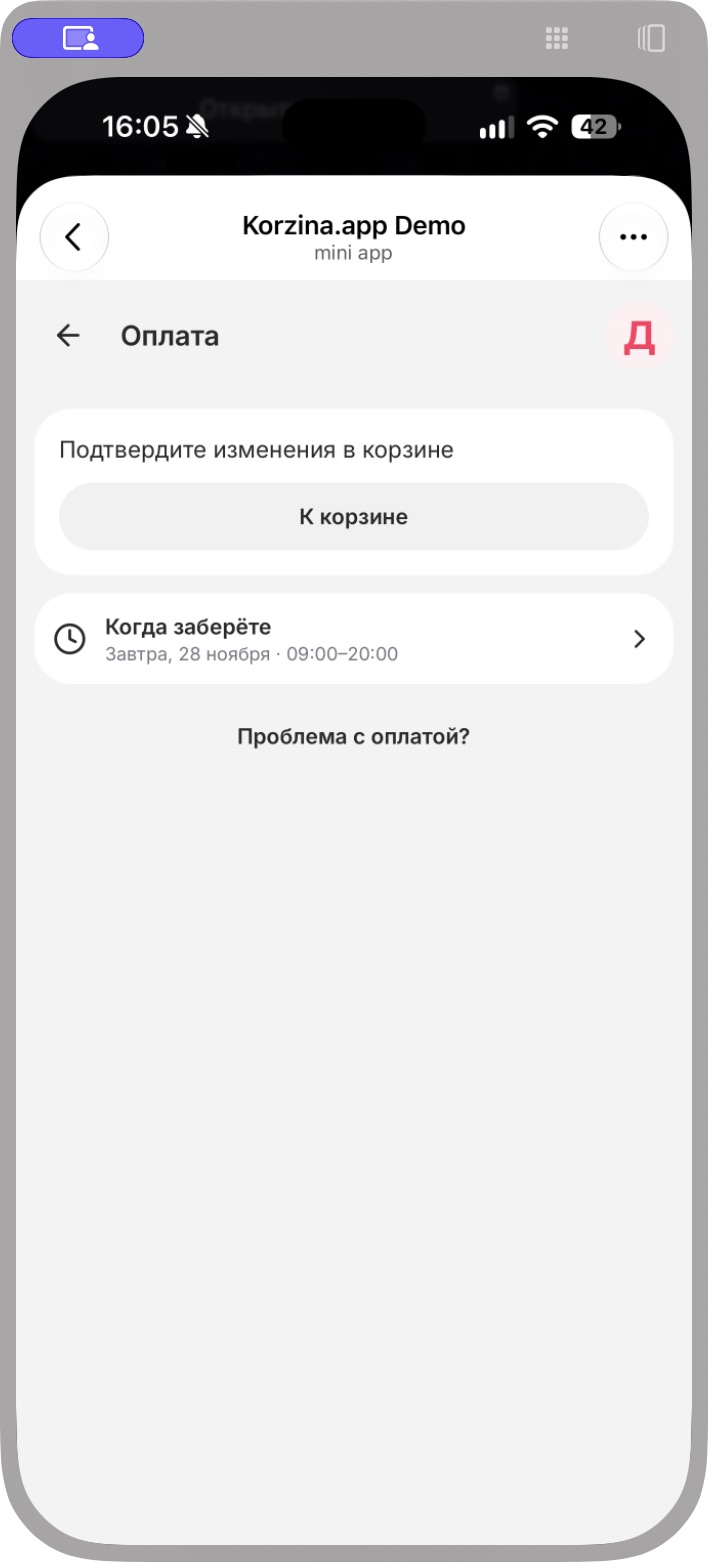 16:05
42
Korzina.app Demo
mini app
Оплата
Д
Подтвердите изменения в корзине
К корзине
Когда заберёте
Завтра, 28 ноября · 09:00–20:00
Проблема с оплатой?